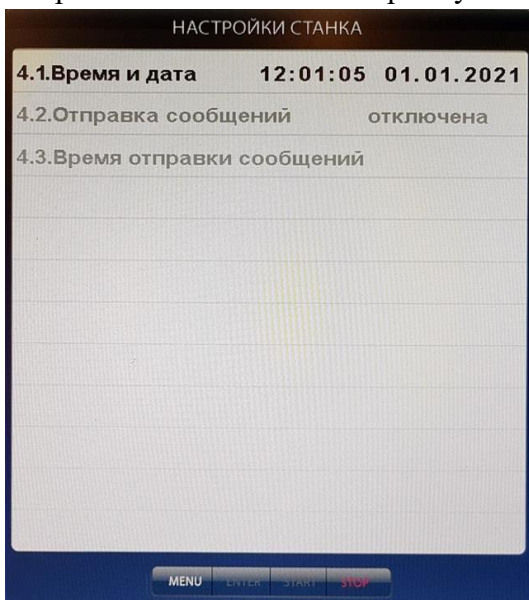 НАСТРОЙКИ СТАНКА
4.1.Время и дата 12:01:05 01.01.2021
4.2.Отправка сообщений отключена
4.3.Время отправки сообщений
MENU ENTER START STOP